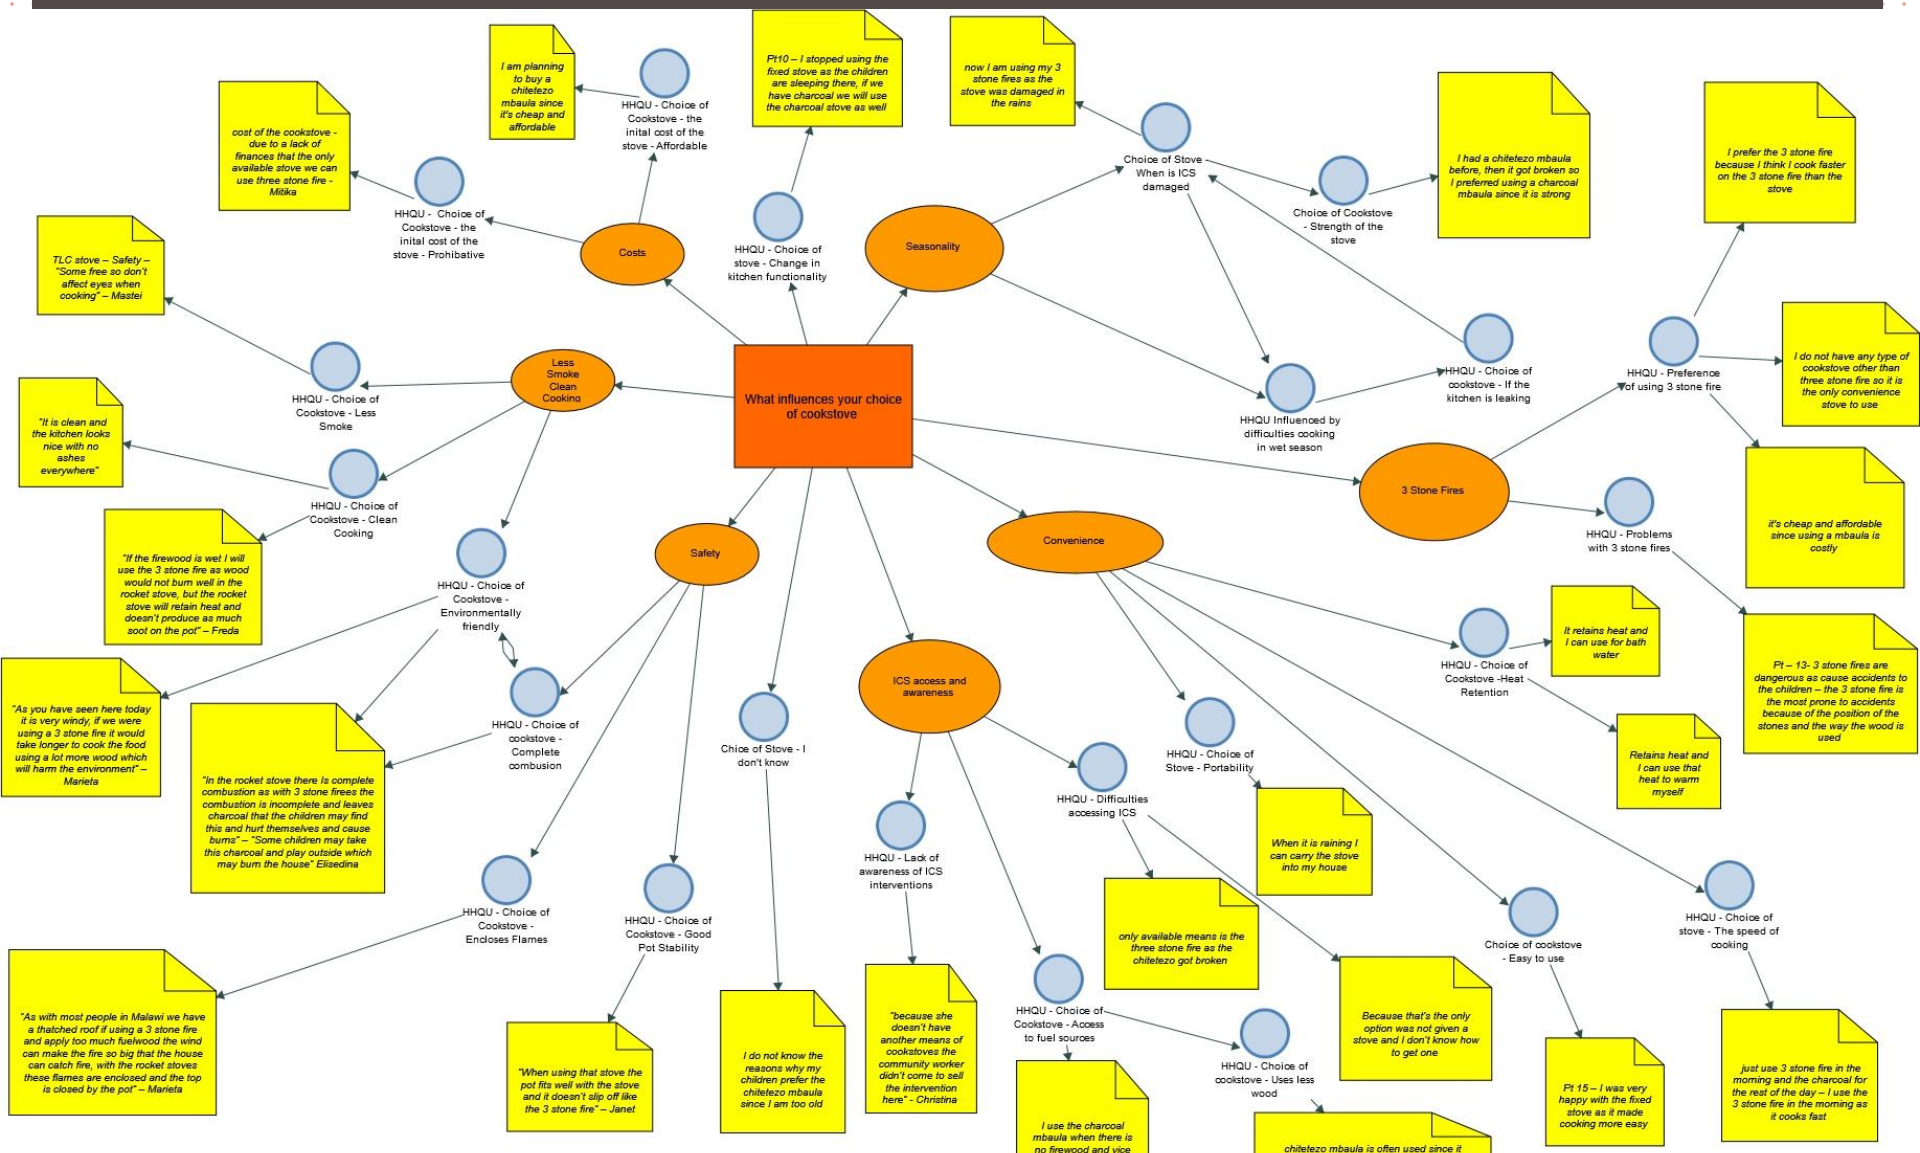 I am planning
to buy a
chitetezo
mbaula since
it's cheap and
affordable
HHQU - Choice of
Cookstove - the
inital cost of the
stove - Affordable
Pt10 – I stopped using the
fixed stove as the children
are sleeping there, if we
have charcoal we will use
the charcoal stove as well
now I am using my 3
stone fires as the
stove was damaged in
the rains
cost of the cookstove -
due to a lack of
finances that the only
available stove we can
use three stone fire -
Mitika
HHQU - Choice of
Cookstove - the
inital cost of the
stove - Prohibative
Costs
HHQU - Choice of
stove - Change in
kitchen functionality
Seasonality
Choice of Stove
When is ICS
damaged
Choice of Cookstove
- Strength of the
stove
I had a chitetezo mbaula
before, then it got broken so
I preferred using a charcoal
mbaula since it is strong
I prefer the 3 stone fire
because I think I cook faster
on the 3 stone fire than the
stove
TLC stove – Safety –
"Some free so don't
affect eyes when
cooking" – Mastei
HHQU - Choice of
Cookstove - Less
Smoke
Less
Smoke
Clean
Cooking
What influences your choice
of cookstove
HHQU Influenced by
difficulties cooking
in wet season
HHQU - Choice of
cookstove - If the
kitchen is leaking
HHQU - Preference
of using 3 stone fire
I do not have any type of
cookstove other than
three stone fire so it is
the only convenience
stove to use
"It is clean and
the kitchen looks
nice with no
ashes
everywhere"
HHQU - Choice of
Cookstove - Clean
Cooking
3 Stone Fires
HHQU - Problems
with 3 stone fires
it's cheap and affordable
since using a mbaula is
costly
"If the firewood is wet I will
use the 3 stone fire as wood
would not burn well in the
rocket stove, but the rocket
stove will retain heat and
doesn't produce as much
soot on the pot" – Freda
HHQU - Choice of
Cookstove -
Environmentally
friendly
Safety
Convenience
HHQU - Choice of
Cookstove -Heat
Retention
It retains heat and
I can use for bath
water
Pt – 13- 3 stone fires are
dangerous as cause accidents to
the children – the 3 stone fire is
the most prone to accidents
because of the position of the
stones and the way the wood is
used
"As you have seen here today
it is very windy, if we were
using a 3 stone fire it would
take longer to cook the food
using a lot more wood which
will harm the environment" –
Marieta
"In the rocket stove there Is complete
combustion as with 3 stone firees the
combustion is incomplete and leaves
charcoal that the children may find
this and hurt themselves and cause
burns" – "Some children may take
this charcoal and play outside which
may burn the house" Elisedina
HHQU - Choice of
cookstove -
Complete
combusion
Chioce of Stove - I
don't know
ICS access and
awareness
HHQU - Choice of
Stove - Portability
Retains heat and
I can use that
heat to warm
myself
HHQU - Difficulties
accessing ICS
When it is raining I
can carry the stove
into my house
HHQU - Lack of
awareness of ICS
interventions
HHQU - Choice of
Cookstove -
Encloses Flames
HHQU - Choice of
Cookstove - Good
Pot Stability
only available means is the
three stone fire as the
chitetezo got broken
Choice of cookstove
- Easy to use
HHQU - Choice of
stove - The speed of
cooking
"As with most people in Malawi we have
a thatched roof if using a 3 stone fire
and apply too much fuelwood the wind
can make the fire so big that the house
can catch fire, with the rocket stoves
these flames are enclosed and the top
is closed by the pot" – Marieta
"When using that stove the
pot fits well with the stove
and it doesn't slip off like
the 3 stone fire" – Janet
I do not know the
reasons why my
children prefer the
chitetezo mbaula
since I am too old
"because she
doesn't have
another means of
cookstoves the
community worker
didn't come to sell
the intervention
here" - Christina
HHQU - Choice of
Cookstove - Access
to fuel sources
HHQU - Choice of
cookstove - Uses less
wood
Because that's the only
option was not given a
stove and I don't know how
to get one
Pt 15 – I was very
happy with the fixed
stove as it made
cooking more easy
just use 3 stone fire in the
morning and the charcoal for
the rest of the day – I use the
3 stone fire in the morning as
it cooks fast
I use the charcoal
mbaula when there is
no firewood and vice
chitetezo mbaula is often used since it